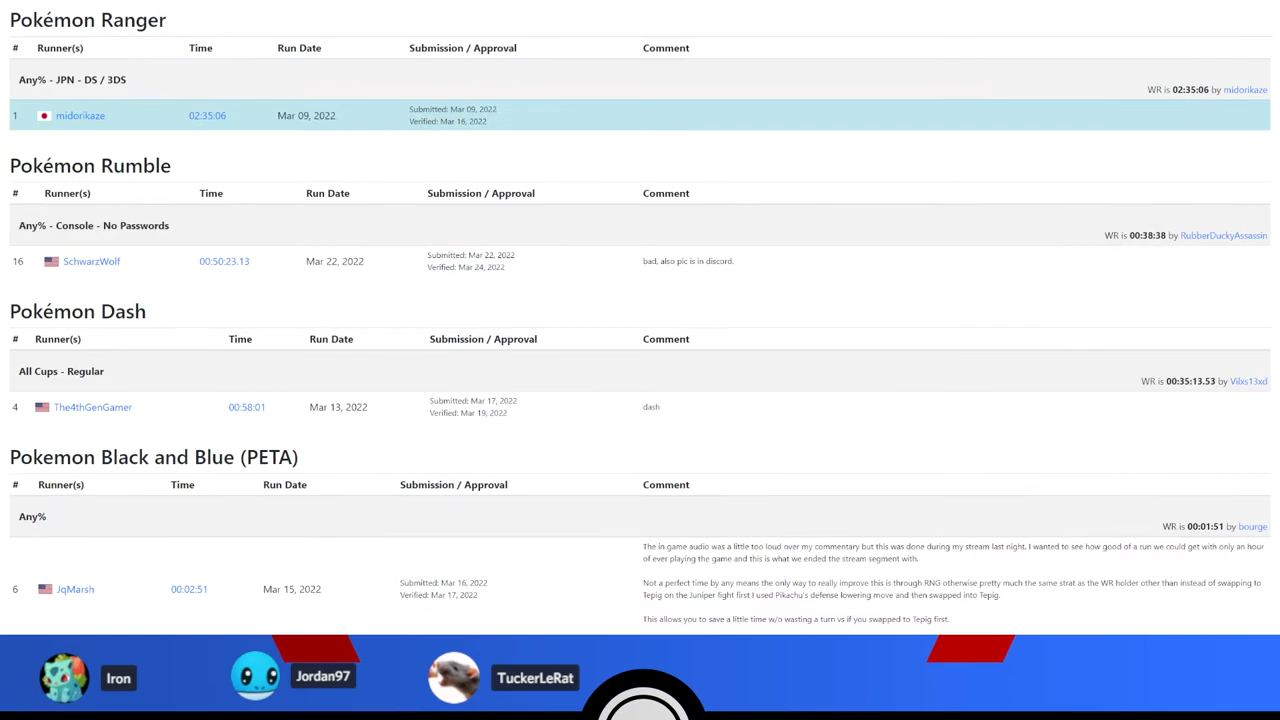 Pokémon Ranger
# Runner(s) Time Run Date Submission / Approval Comment
Any% - JPN - DS / 3DS
WR is 02:35:06 by midorikaze
1 midorikaze 02:35:06 Mar 09, 2022 Submitted: Mar 09, 2022
Verified: Mar 16, 2022
Pokémon Rumble
# Runner(s) Time Run Date Submission / Approval Comment
Any% - Console - No Passwords
WR is 00:38:38 by RubberDuckyAssassin
16 SchwarzWolf 00:50:23.13 Mar 22, 2022 Submitted: Mar 22, 2022 bad, also pic is in discord.
Verified: Mar 24, 2022
Pokémon Dash
# Runner(s) Time Run Date Submission / Approval Comment
All Cups - Regular
WR is 00:35:13.53 by Vilxs13xd
4 The4thGenGamer 00:58:01 Mar 13, 2022 Submitted: Mar 17, 2022 dash
Verified: Mar 19, 2022
Pokemon Black and Blue (PETA)
# Runner(s) Time Run Date Submission / Approval Comment
Any%
WR is 00:01:51 by bourge
The in game audio was a little too loud over my commentary but this was done during my stream last night. I wanted to see how good of a run we could get with only an hour
of ever playing the game and this is what we ended the stream segment with.
6 JqMarsh 00:02:51 Mar 15, 2022 Submitted: Mar 16, 2022
Verified: Mar 17, 2022
Not a perfect time by any means the only way to really improve this is through RNG otherwise pretty much the same strat as the WR holder other than instead of swapping to
Tepig on the Juniper fight first I used Pikachu's defense lowering move and then swapped into Tepig.
This allows you to save a little time w/o wasting a turn vs if you swapped to Tepig first.
Iron Jordan97 TuckerLeRat